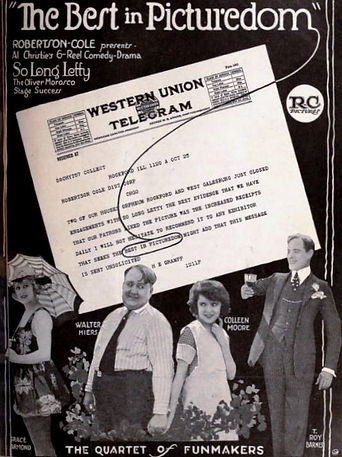 "The Best in Picturedom"
ROBERTSON-COLE presents -
Al Christie's 6-Reel Comedy-Drama
So Long Letty
The Oliver Morosco
Stage Success
R-C
PICTURES
WESTERN UNION
TELEGRAM
RECEIVED AT
COLLECT ROCKFORD ILL 1120 A OCT 25
ROBERTSON COLE DIST CORP
CHGO
TWO OF OUR HOUSES ORPHEUM ROCKFORD AND WEST GALESBURG JUST CLOSED
ENGAGEMENTS WITH SO LONG LETTY THE BEST EVIDENCE THAT WE HAVE
THAT OUR PATRONS LIKED THE PICTURE WAS THE INCREASED RECEIPTS
DAILY I WILL NOT HESITATE TO RECOMMEND IT TO ANY EXHIBITOR
THAT SEEKS THE BEST IN PICTUREDOM MIGHT ADD THAT THIS MESSAGE
IS SENT UNSOLICITED
WALTER
HIERS
COLLEEN
MOORE
GRACE
DARMOND
T.
ROY
BARNES
THE QUARTET OF FUNMAKERS